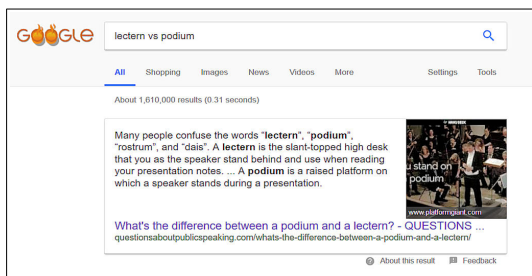 GOOGLE
lectern vs podium
All Shopping Images News Videos More Settings Tools
About 1,610,000 results (0.31 seconds)
Many people confuse the words "lectern", "podium",
"rostrum", and "dais". A lectern is the slant-topped high desk
that you as the speaker stand behind and use when reading
your presentation notes. ... A podium is a raised platform on
which a speaker stands during a presentation.
u stand on
podium
www.platformgiant.com
What's the difference between a podium and a lectern? - QUESTIONS ...
questionsaboutpublicspeaking.com/whats-the-difference-between-a-podium-and-a-lectern/
About this result Feedback